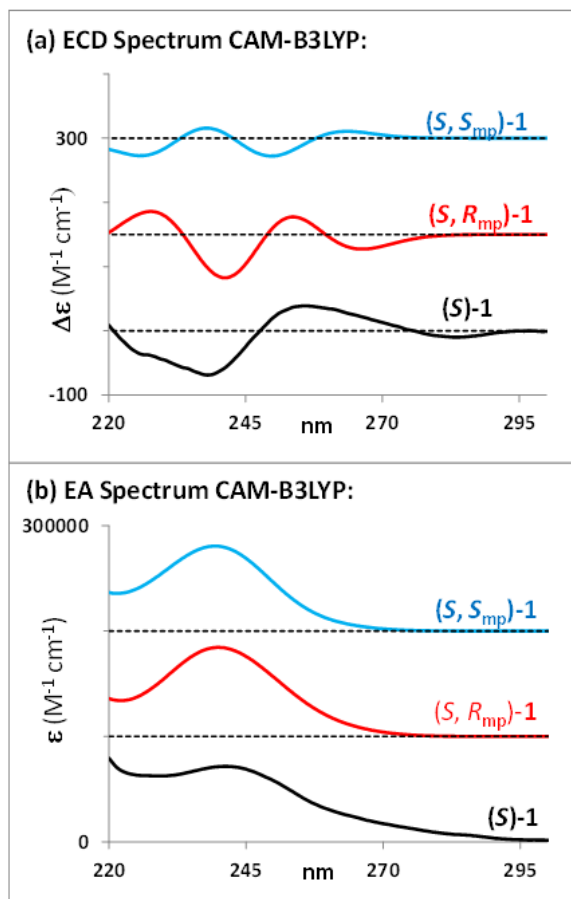 (a) ECD Spectrum CAM-B3LYP:
(S, Smp)-1
300
(S, Rmp)-1
(S)-1
Δε (M⁻¹ cm⁻¹)
-100
220 245 nm 270 295
(b) EA Spectrum CAM-B3LYP:
300000
(S, Smp)-1
(S, Rmp)-1
ε (M⁻¹ cm⁻¹)
(S)-1
0
220 245 nm 270 295